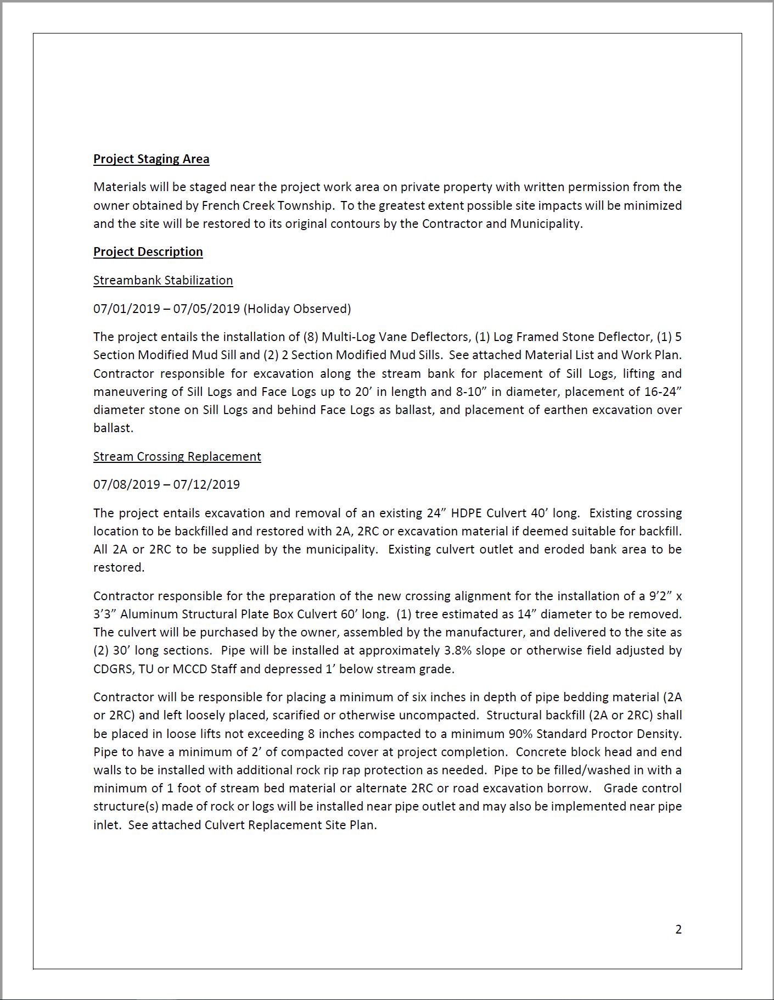 Project Staging Area
Materials will be staged near the project work area on private property with written permission from the
owner obtained by French Creek Township.  To the greatest extent possible site impacts will be minimized
and the site will be restored to its original contours by the Contractor and Municipality.
Project Description
Streambank Stabilization
07/01/2019 – 07/05/2019 (Holiday Observed)
The project entails the installation of (8) Multi-Log Vane Deflectors, (1) Log Framed Stone Deflector, (1) 5
Section Modified Mud Sill and (2) 2 Section Modified Mud Sills.  See attached Material List and Work Plan.
Contractor responsible for excavation along the stream bank for placement of Sill Logs, lifting and
maneuvering of Sill Logs and Face Logs up to 20’ in length and 8-10” in diameter, placement of 16-24”
diameter stone on Sill Logs and behind Face Logs as ballast, and placement of earthen excavation over
ballast.
Stream Crossing Replacement
07/08/2019 – 07/12/2019
The project entails excavation and removal of an existing 24” HDPE Culvert 40’ long.  Existing crossing
location to be backfilled and restored with 2A, 2RC or excavation material if deemed suitable for backfill.
All 2A or 2RC to be supplied by the municipality.  Existing culvert outlet and eroded bank area to be
restored.
Contractor responsible for the preparation of the new crossing alignment for the installation of a 9’2” x
3’3” Aluminum Structural Plate Box Culvert 60’ long.  (1) tree estimated as 14” diameter to be removed.
The culvert will be purchased by the owner, assembled by the manufacturer, and delivered to the site as
(2) 30’ long sections.  Pipe will be installed at approximately 3.8% slope or otherwise field adjusted by
CDGRS, TU or MCCD Staff and depressed 1’ below stream grade.
Contractor will be responsible for placing a minimum of six inches in depth of pipe bedding material (2A
or 2RC) and left loosely placed, scarified or otherwise uncompacted.  Structural backfill (2A or 2RC) shall
be placed in loose lifts not exceeding 8 inches compacted to a minimum 90% Standard Proctor Density.
Pipe to have a minimum of 2’ of compacted cover at project completion.  Concrete block head and end
walls to be installed with additional rock rip rap protection as needed.  Pipe to be filled/washed in with a
minimum of 1 foot of stream bed material or alternate 2RC or road excavation borrow.   Grade control
structure(s) made of rock or logs will be installed near pipe outlet and may also be implemented near pipe
inlet.  See attached Culvert Replacement Site Plan.
2